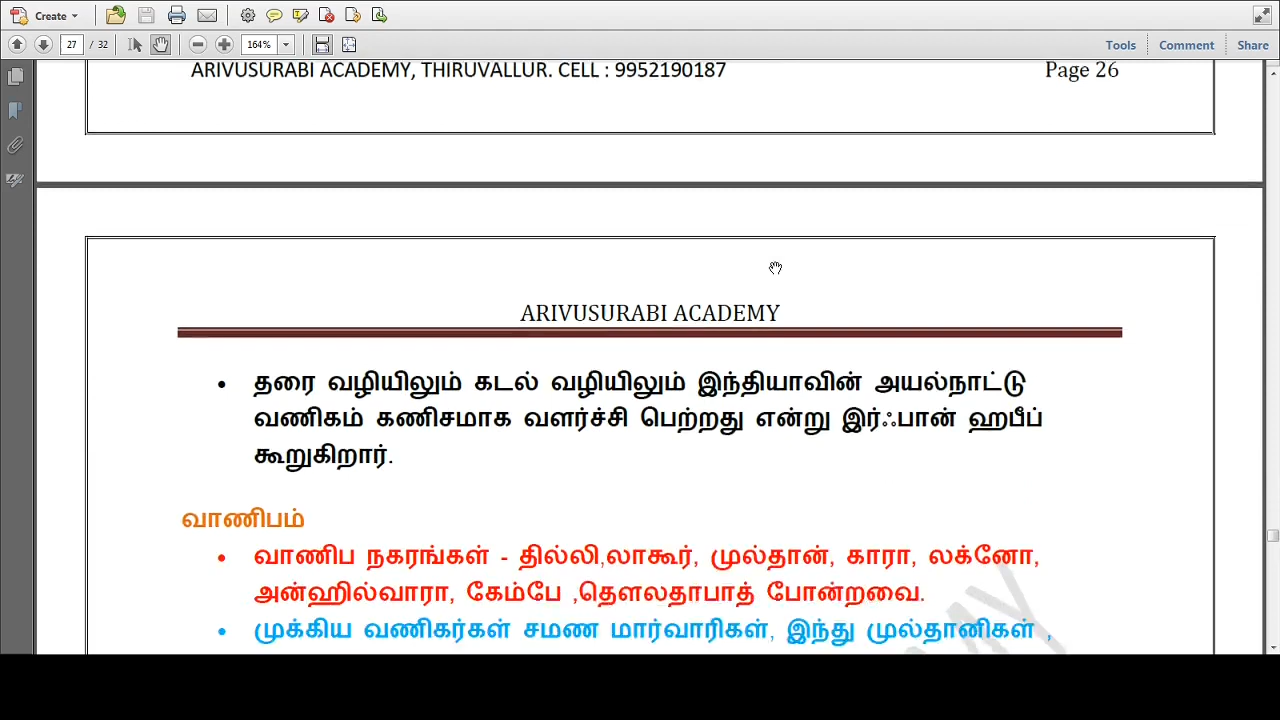 Create
27 / 32
164%
Tools Comment Share
ARIVUSURABI ACADEMY, THIRUVALLUR. CELL : 9952190187 Page 26
ARIVUSURABI ACADEMY
• தரை வழியிலும் கடல் வழியிலும் இந்தியாவின் அயல்நாட்டு
வணிகம் கணிசமாக வளர்ச்சி பெற்றது என்று இர்ஃபான் ஹபீப்
கூறுகிறார்.
வாணிபம்
• வாணிப நகரங்கள் - தில்லி,லாகூர், முல்தான், காரா, லக்னோ,
அன்ஹில்வாரா, கேம்பே ,தௌலதாபாத் போன்றவை.
• முக்கிய வணிகர்கள் சமண மார்வாரிகள், இந்து முல்தானிகள் ,